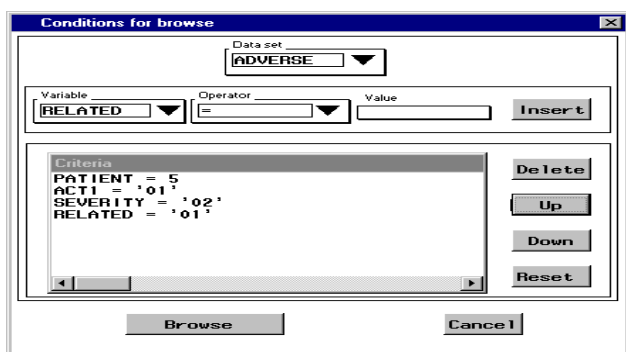 Conditions for browse
Data set
ADVERSE
Variable Operator Value
RELATED = Insert
Criteria
PATIENT = 5
ACT1 = '01'
SEVERITY = '02'
RELATED = '01'
Delete
Up
Down
Reset
Browse Cancel